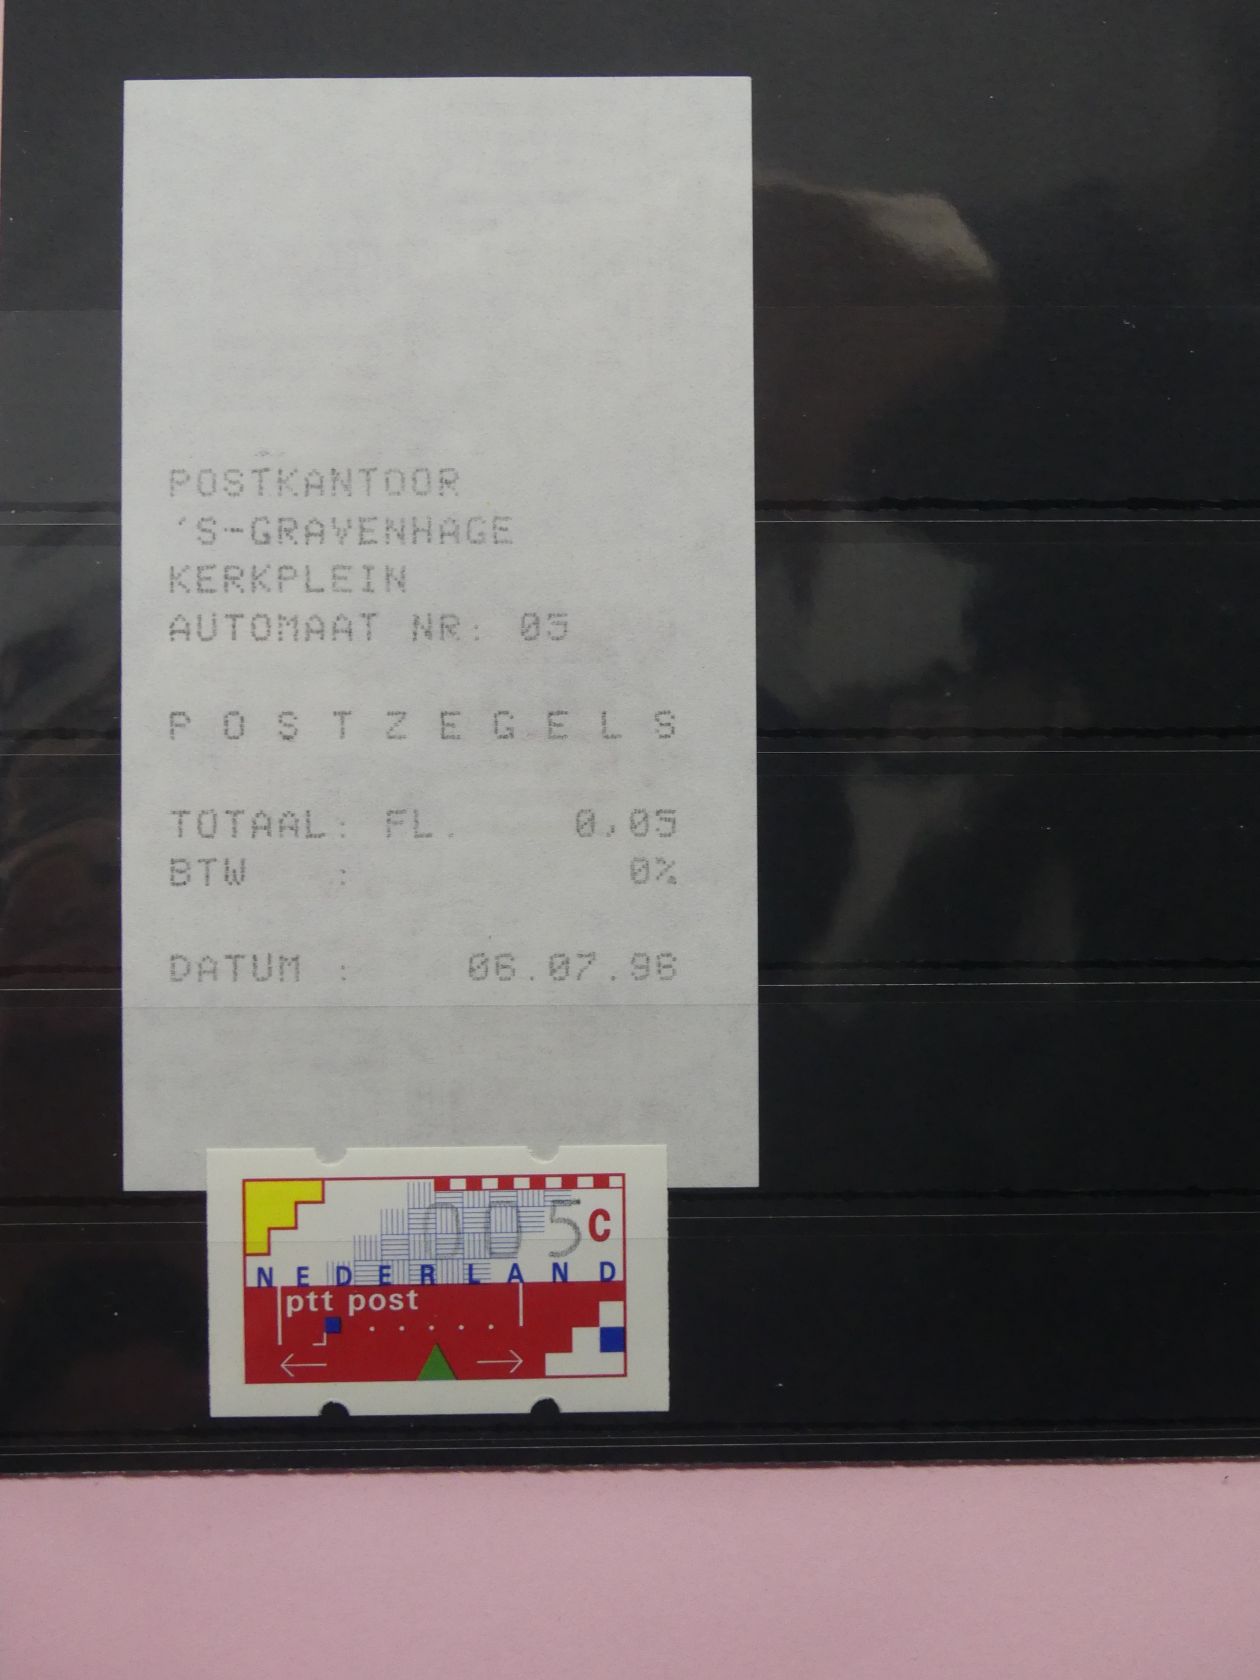 POSTKANTOOR
'S-GRAVENHAGE
KERKPLEIN
AUTOMAAT NR: 05
P O S T Z E G E L S
TOTAAL: FL. 0,05
BTW : 0%
DATUM : 06.07.96
005 C
NEDERLAND
ptt post